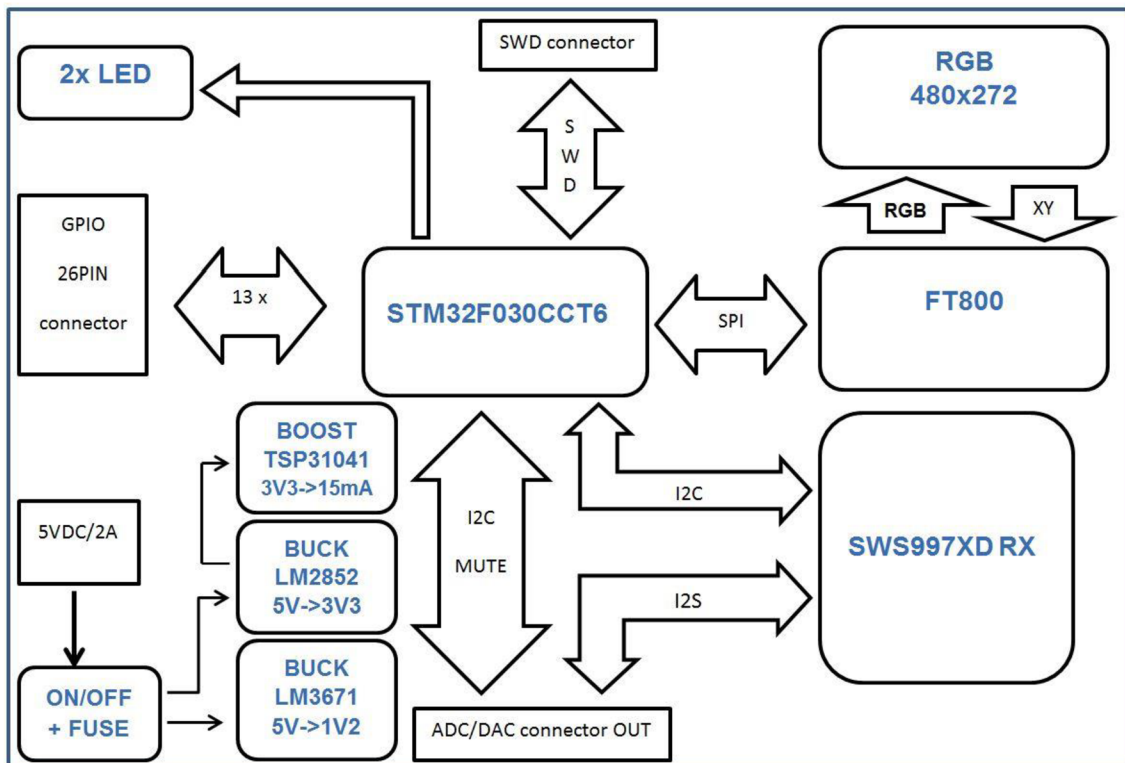 2x LED
SWD connector
RGB
480x272
S
W
D
RGB
XY
GPIO
26PIN
connector
13 x
STM32F030CCT6
SPI
FT800
BOOST
TSP31041
3V3->15mA
5VDC/2A
BUCK
LM2852
5V->3V3
I2C
MUTE
I2C
SWS997XD RX
I2S
ON/OFF
+ FUSE
BUCK
LM3671
5V->1V2
ADC/DAC connector OUT